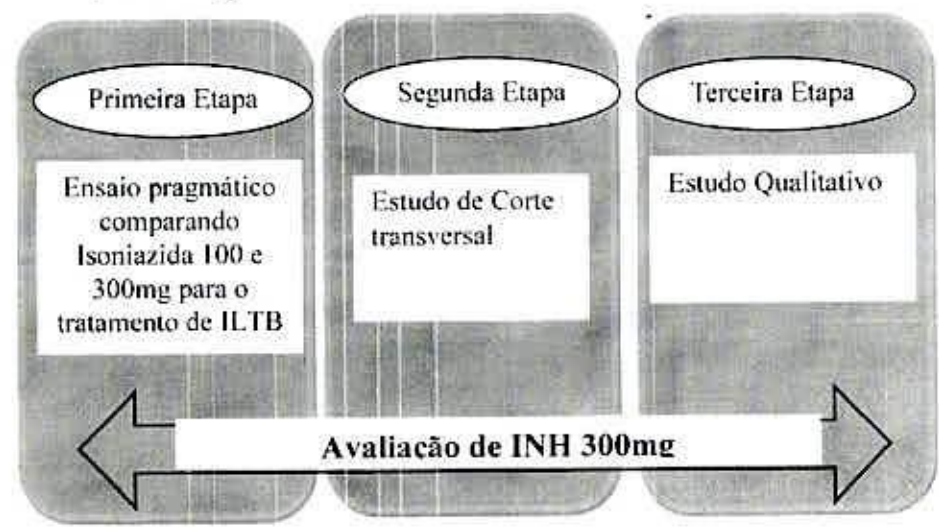 Primeira Etapa
Ensaio pragmático
comparando
Isoniazida 100 e
300mg para o
tratamento de ILTB
Segunda Etapa
Estudo de Corte
transversal
Terceira Etapa
Estudo Qualitativo
Avaliação de INH 300mg